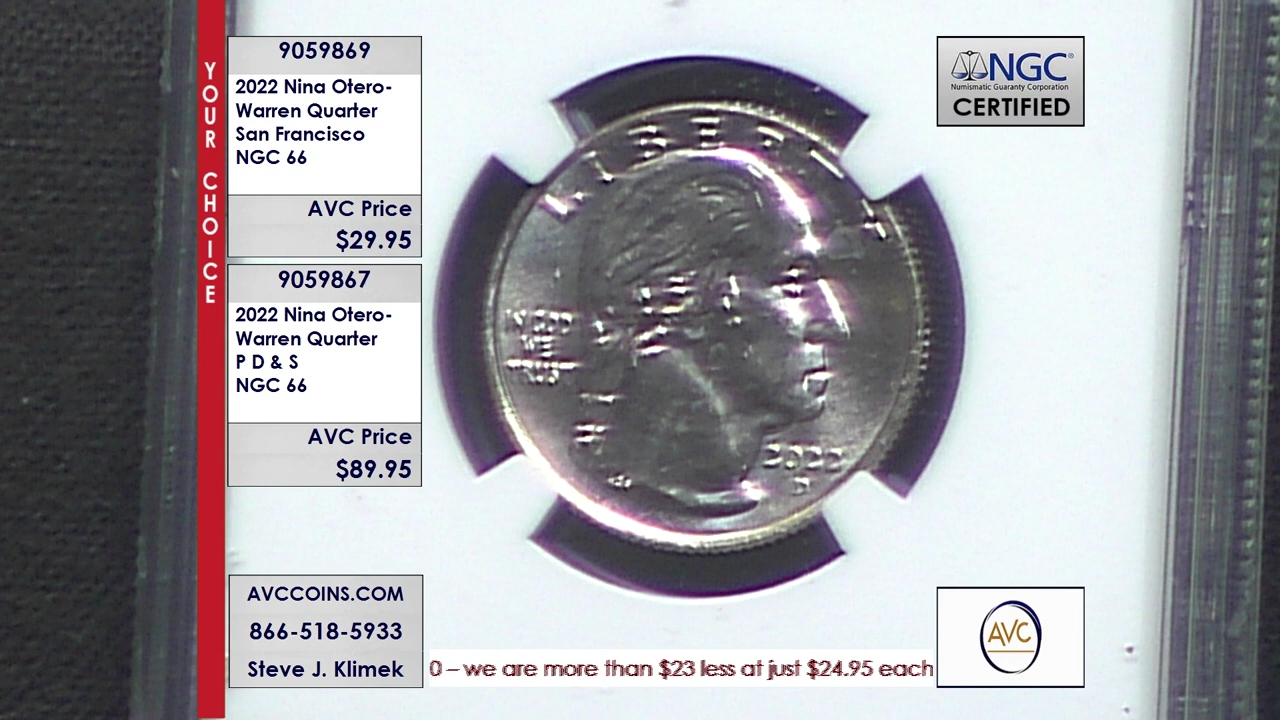 YOUR CHOICE
9059869
2022 Nina Otero-
Warren Quarter
San Francisco
NGC 66
AVC Price
$29.95
9059867
2022 Nina Otero-
Warren Quarter
P D & S
NGC 66
AVC Price
$89.95
AVCCOINS.COM
866-518-5933
Steve J. Klimek
0 – we are more than $23 less at just $24.95 each
NGC®
Numismatic Guaranty Corporation
CERTIFIED
LIBERTY
2022
AVC